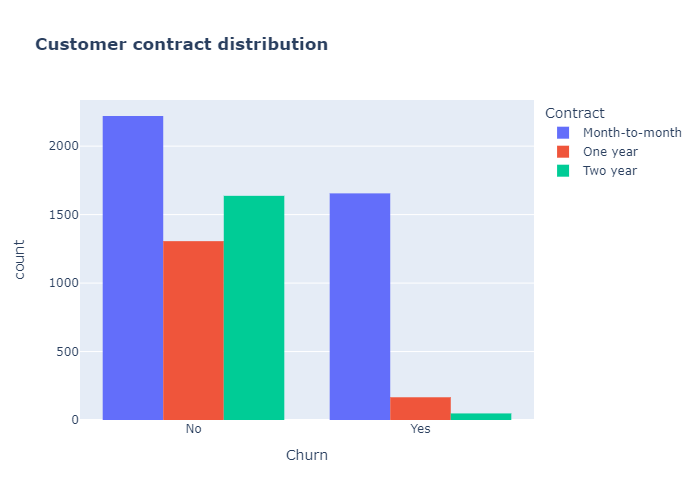 Customer contract distribution
Contract
Month-to-month
One year
Two year
2000
1500
1000
500
0
count
No
Yes
Churn